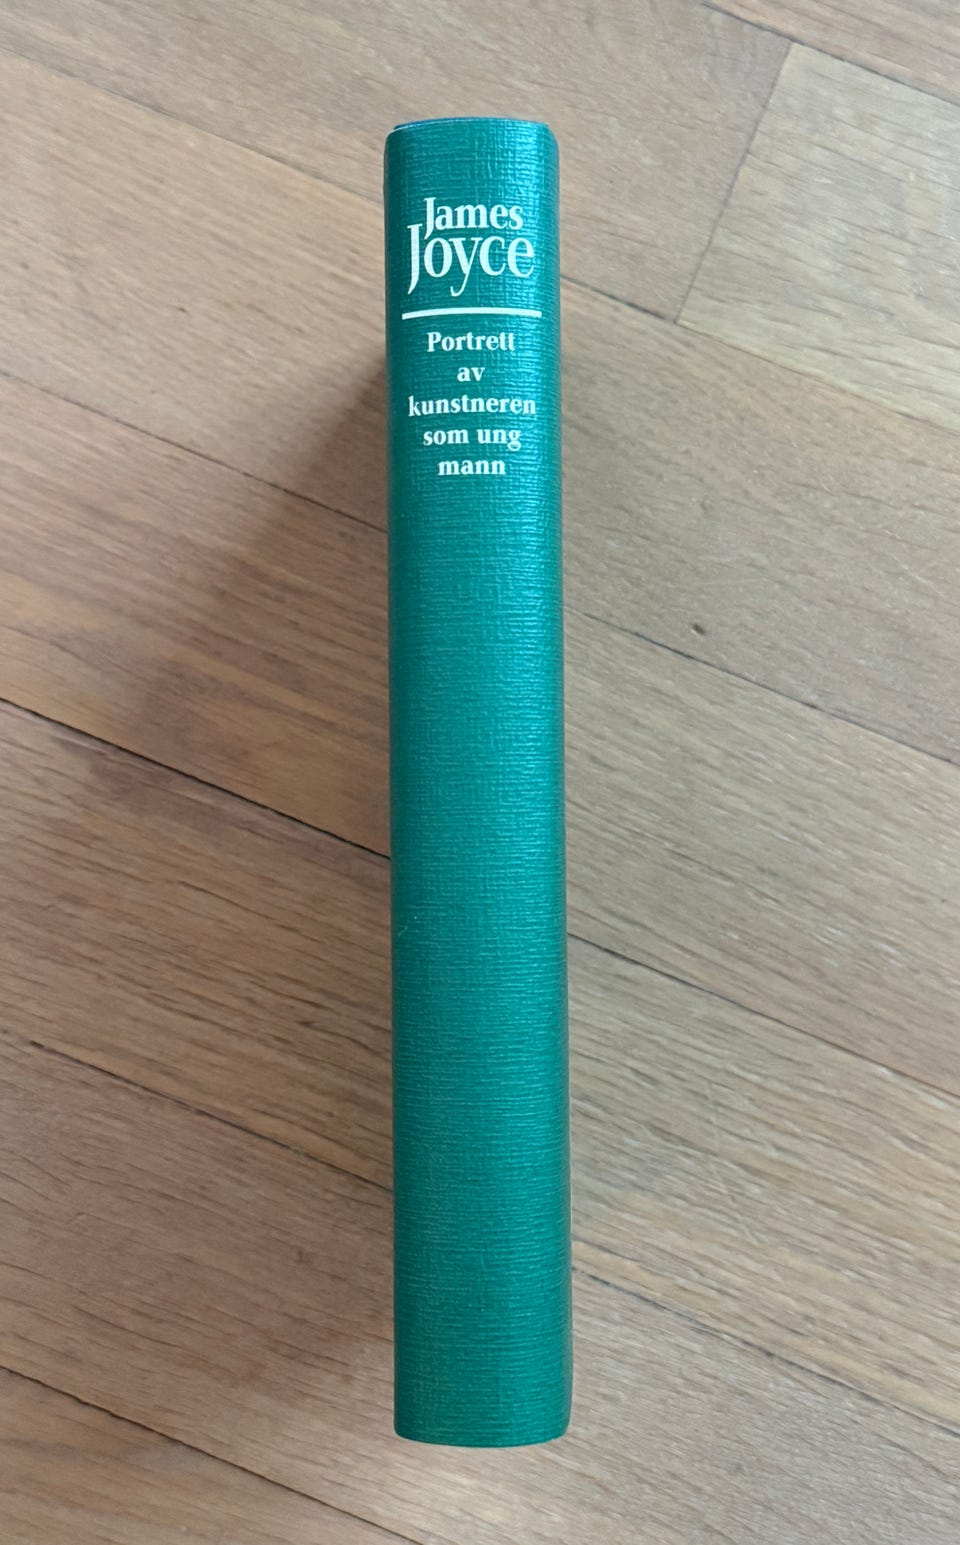 James
Joyce
Portrett
av
kunstneren
som ung
mann